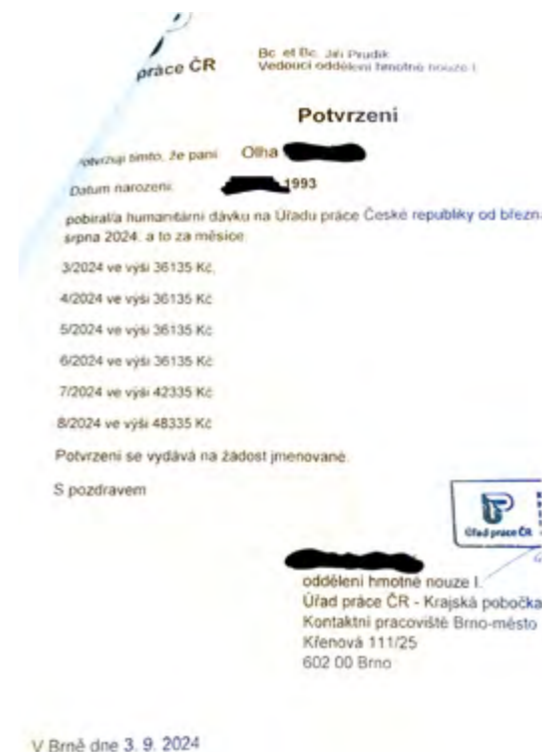 práce ČR
Bc. et Bc. Jiří Prudík
Vedoucí oddělení hmotné nouze I.
Potvrzení
Potvrzuji tímto, že paní Olha
Datum narození: 1993
pobíral/a humanitární dávku na Úřadu práce České republiky od
srpna 2024, a to za měsíce
3/2024 ve výši 36135 Kč,
4/2024 ve výši 36135 Kč
5/2024 ve výši 36135 Kč
6/2024 ve výši 36135 Kč
7/2024 ve výši 42335 Kč
8/2024 ve výši 48335 Kč
Potvrzení se vydává na žádost jmenované.
S pozdravem
Úřad práce ČR
oddělení hmotné nouze I.
Úřad práce ČR - Krajská pobočka
Kontaktní pracoviště Brno-město
Křenová 111/25
602 00 Brno
V Brně dne 3. 9. 2024